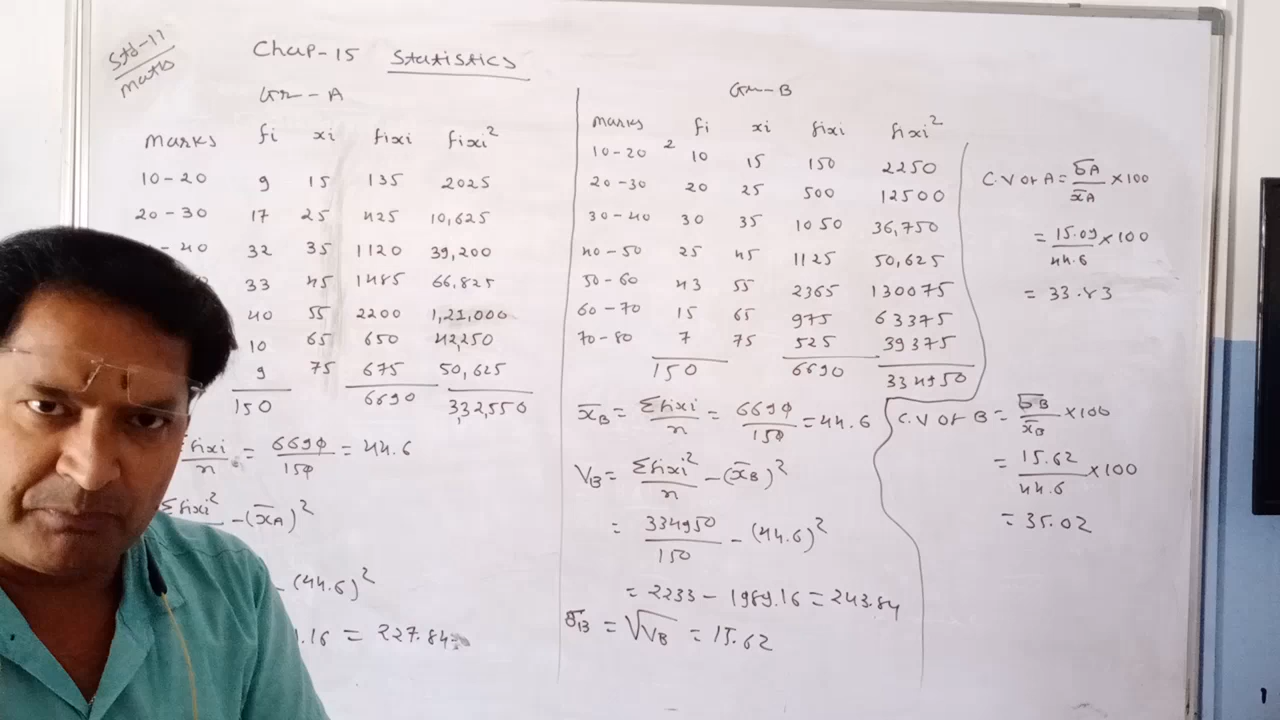 Std-11
maths
Chap-15 Statistics
Gr-A
marks fi xi fixi fixi²
10-20 9 15 135 2025
20-30 17 25 425 10,625
-40 32 35 1120 39,200
33 45 1485 66,825
40 55 2200 1,21,000
10 65 650 42,250
9 75 675 50,625
150 6690 332,550
fixi/n = 6690/150 = 44.6
Σfixi² -(x̄A)²
-(44.6)²
1.16 = 227.84
Gr-B
marks fi xi fixi fixi²
10-20 2 10 15 150 2250
20-30 20 25 500 12500
30-40 30 35 1050 36,750
40-50 25 45 1125 50,625
50-60 43 55 2365 130075
60-70 15 65 975 63375
70-80 7 75 525 39375
150 6690 334950
x̄B = Σfixi/n = 6690/150 = 44.6
VB = Σfixi²/n -(x̄B)²
= 334950/150 - (44.6)²
= 2233 - 1989.16 = 243.84
σB = √VB = 15.62
C.V of A = σA/x̄A ×100
= 15.09/44.6 ×100
= 33.83
C.V of B = σB/x̄B ×100
= 15.62/44.6 ×100
= 35.02